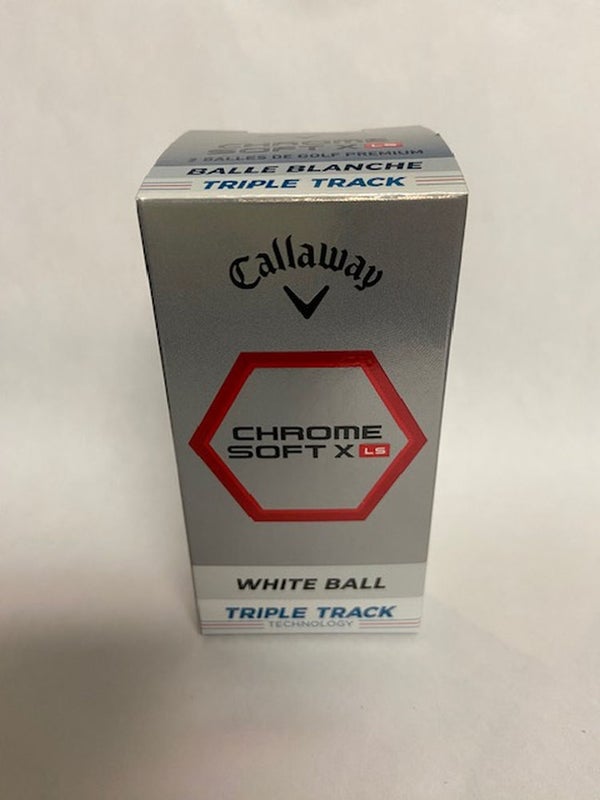 CHROME
SOFT X LS
2 BALLES DE GOLF PREMIUM
BALLE BLANCHE
TRIPLE TRACK
Callaway
CHROME
SOFT X LS
WHITE BALL
TRIPLE TRACK
TECHNOLOGY